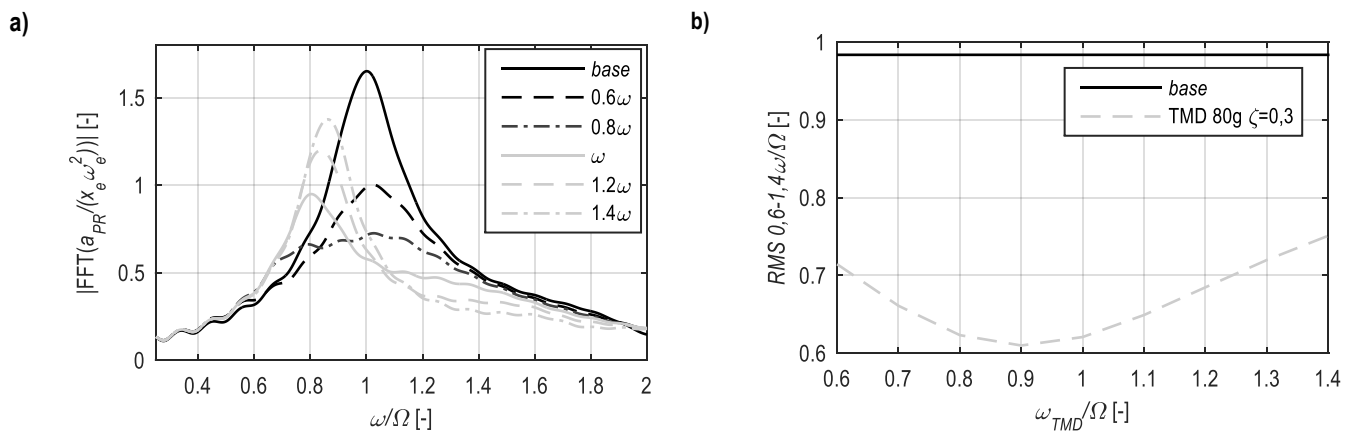 a)
|FFT(a_PR/(x_e ω_e^2))| [-]
1.5
1
0.5
0
0.4 0.6 0.8 1 1.2 1.4 1.6 1.8 2
ω/Ω [-]
base
0.6ω
0.8ω
ω
1.2ω
1.4ω
b)
RMS 0,6-1,4ω/Ω [-]
1
0.9
0.8
0.7
0.6
0.6 0.7 0.8 0.9 1 1.1 1.2 1.3 1.4
ω_TMD/Ω [-]
base
TMD 80g ζ=0,3